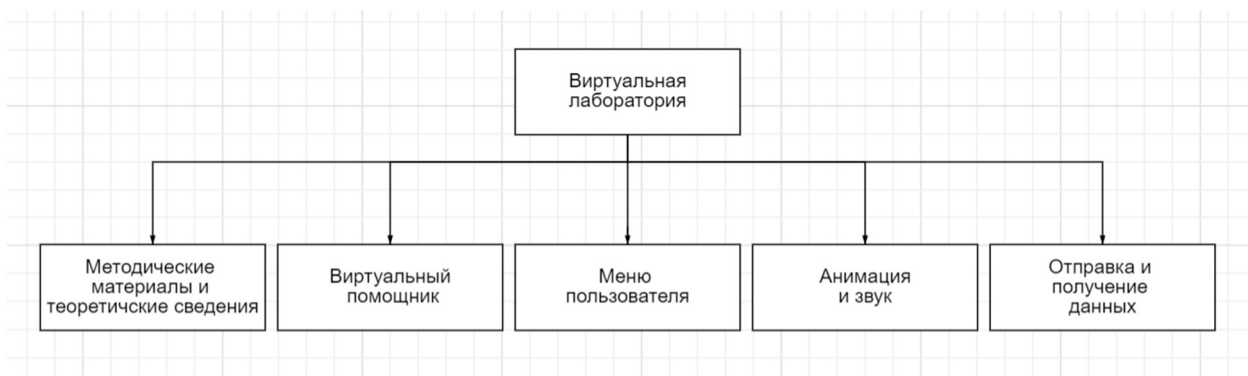 Виртуальная
лаборатория
Методические
материалы и
теоретичские сведения
Виртуальный
помощник
Меню
пользователя
Анимация
и звук
Отправка и
получение
данных